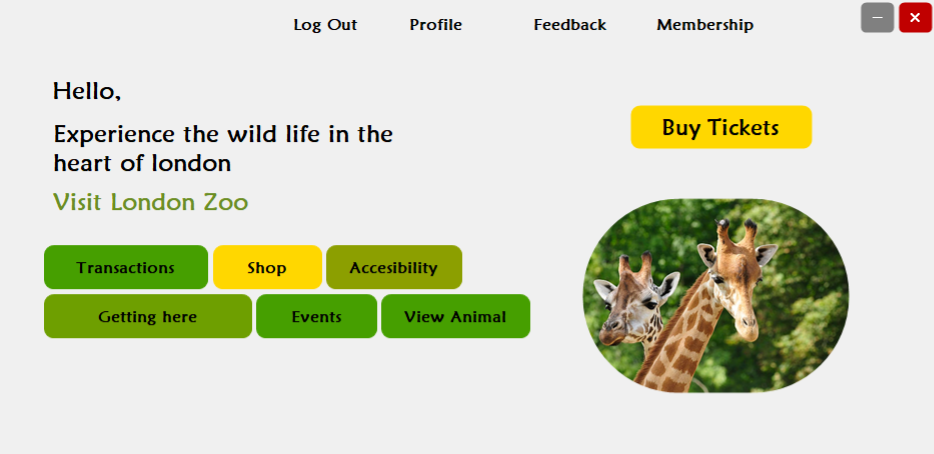 Log Out Profile Feedback Membership
Hello,
Experience the wild life in the
heart of london
Visit London Zoo
Buy Tickets
Transactions Shop Accesibility
Getting here Events View Animal